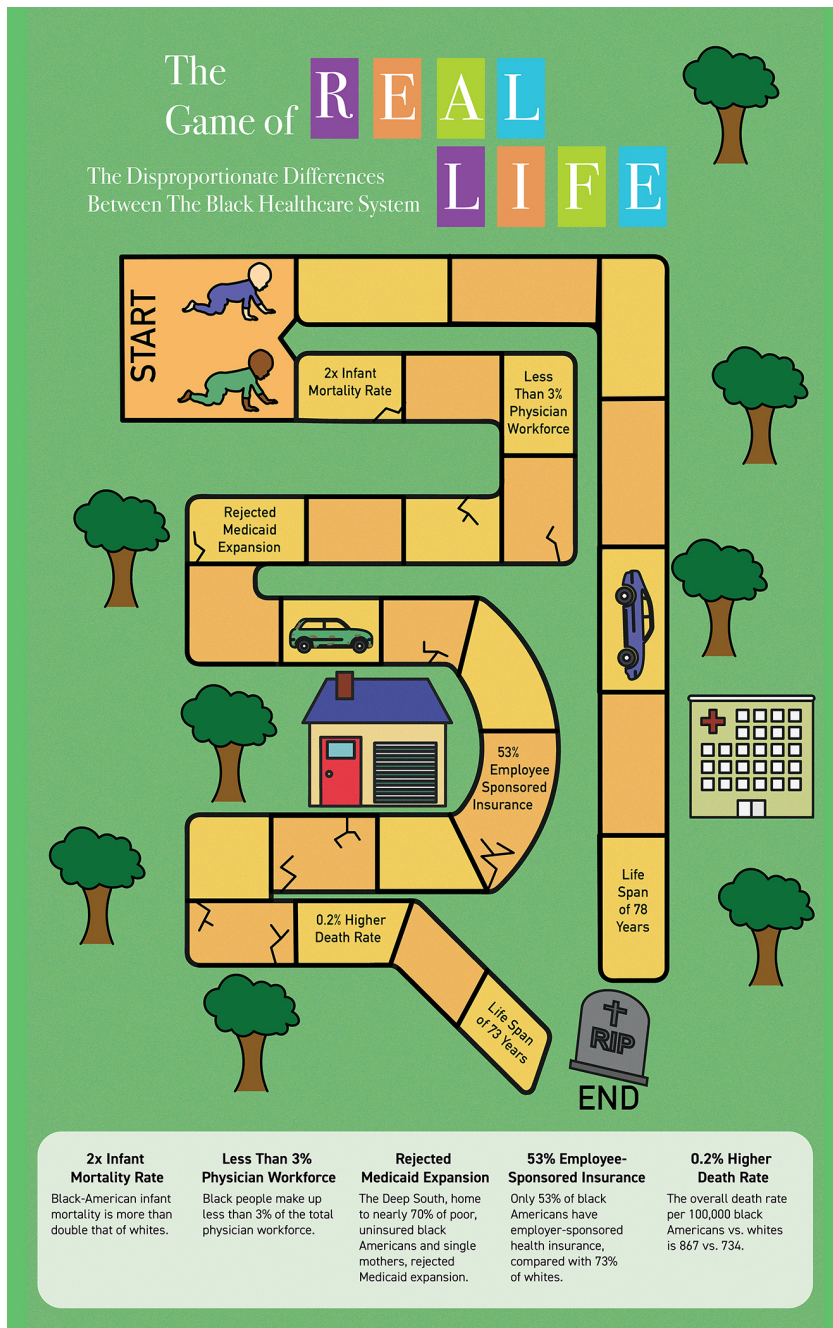 The
Game of REAL
LIFE
The Disproportionate Differences
Between The Black Healthcare System
START
2x Infant
Mortality Rate
Less
Than 3%
Physician
Workforce
Rejected
Medicaid
Expansion
53%
Employee
Sponsored
Insurance
0.2% Higher
Death Rate
Life Span
of 73 Years
Life
Span
of 78
Years
RIP
END
2x Infant
Mortality Rate
Black-American infant
mortality is more than
double that of whites.
Less Than 3%
Physician Workforce
Black people make up
less than 3% of the total
physician workforce.
Rejected
Medicaid Expansion
The Deep South, home
to nearly 70% of poor,
uninsured black
Americans and single
mothers, rejected
Medicaid expansion.
53% Employee-
Sponsored Insurance
Only 53% of black
Americans have
employer-sponsored
health insurance,
compared with 73%
of whites.
0.2% Higher
Death Rate
The overall death rate
per 100,000 black
Americans vs. whites
is 867 vs. 734.